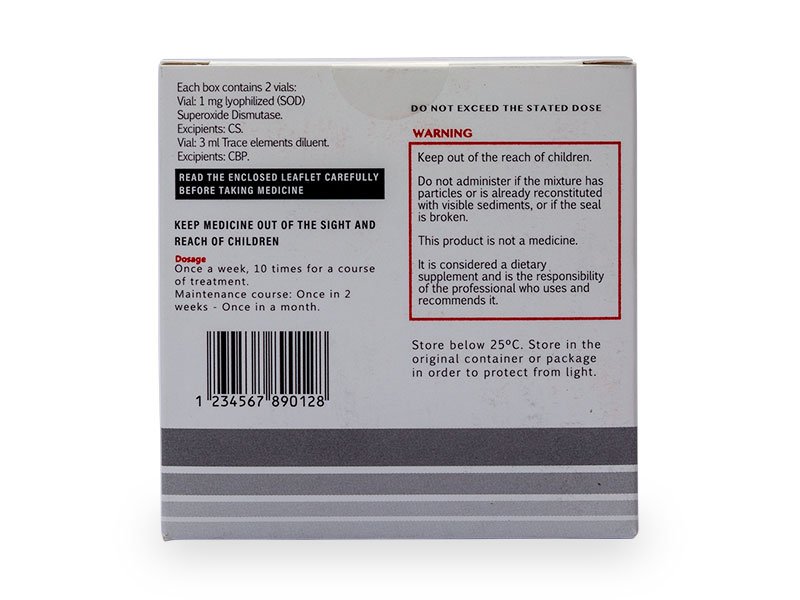 Each box contains 2 vials:
Vial: 1 mg lyophilized (SOD)
Superoxide Dismutase.
Excipients: CS.
Vial: 3 ml Trace elements diluent.
Excipients: CBP.
READ THE ENCLOSED LEAFLET CAREFULLY
BEFORE TAKING MEDICINE
KEEP MEDICINE OUT OF THE SIGHT AND
REACH OF CHILDREN
Dosage
Once a week, 10 times for a course
of treatment.
Maintenance course: Once in 2
weeks - Once in a month.
1 234567 890128
DO NOT EXCEED THE STATED DOSE
WARNING
Keep out of the reach of children.
Do not administer if the mixture has
particles or is already reconstituted
with visible sediments, or if the seal
is broken.
This product is not a medicine.
It is considered a dietary
supplement and is the responsibility
of the professional who uses and
recommends it.
Store below 25ºC. Store in the
original container or package
in order to protect from light.